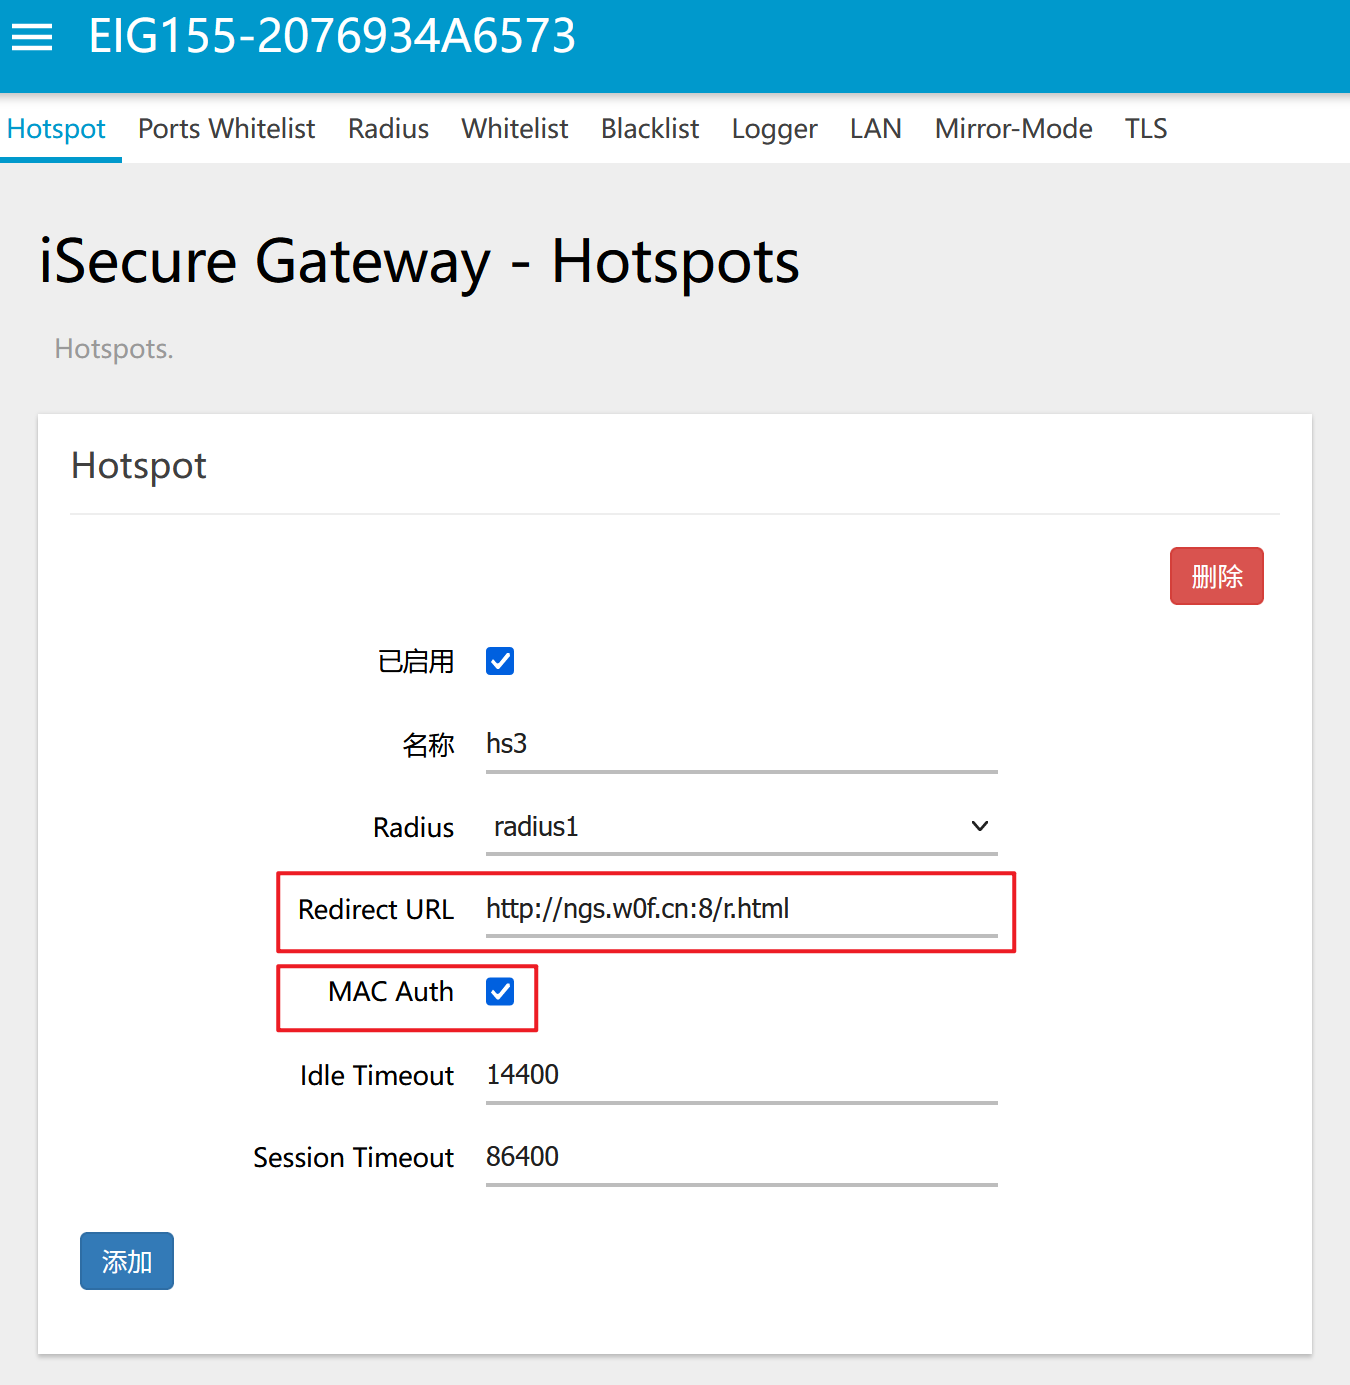 EIG155-2076934A6573
Hotspot Ports Whitelist Radius Whitelist Blacklist Logger LAN Mirror-Mode TLS
iSecure Gateway - Hotspots
Hotspots.
Hotspot
删除
已启用
名称 hs3
Radius radius1
Redirect URL http://ngs.w0f.cn:8/r.html
MAC Auth
Idle Timeout 14400
Session Timeout 86400
添加